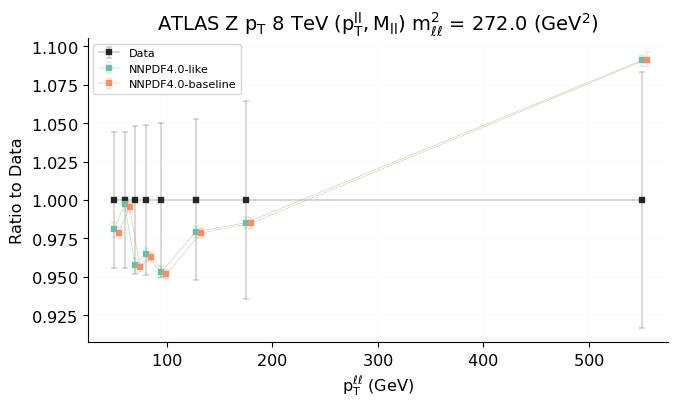 ATLAS Z p_T 8 TeV (p_T^ll, M_ll) m_ℓℓ^2 = 272.0 (GeV^2)
Data
NNPDF4.0-like
NNPDF4.0-baseline
Ratio to Data
1.100
1.075
1.050
1.025
1.000
0.975
0.950
0.925
100 200 300 400 500
p_T^ℓℓ (GeV)